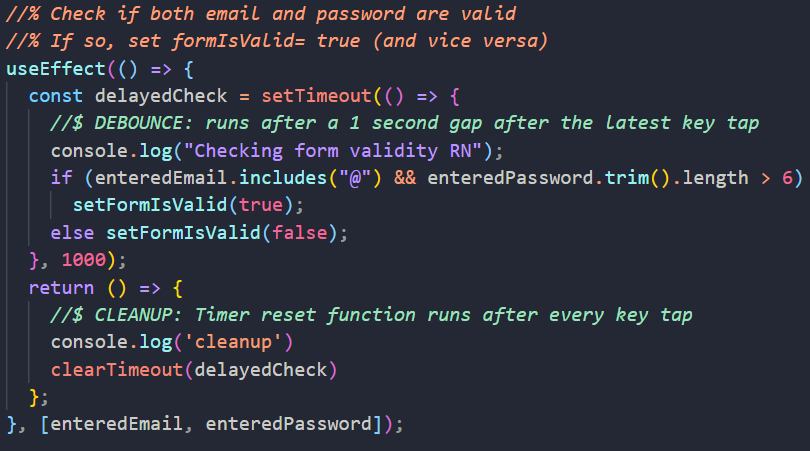 //% Check if both email and password are valid
//% If so, set formIsValid= true (and vice versa)
useEffect(() => {
  const delayedCheck = setTimeout(() => {
    //$ DEBOUNCE: runs after a 1 second gap after the latest key tap
    console.log("Checking form validity RN");
    if (enteredEmail.includes("@") && enteredPassword.trim().length > 6)
      setFormIsValid(true);
    else setFormIsValid(false);
  }, 1000);
  return () => {
    //$ CLEANUP: Timer reset function runs after every key tap
    console.log('cleanup')
    clearTimeout(delayedCheck)
  };
}, [enteredEmail, enteredPassword]);